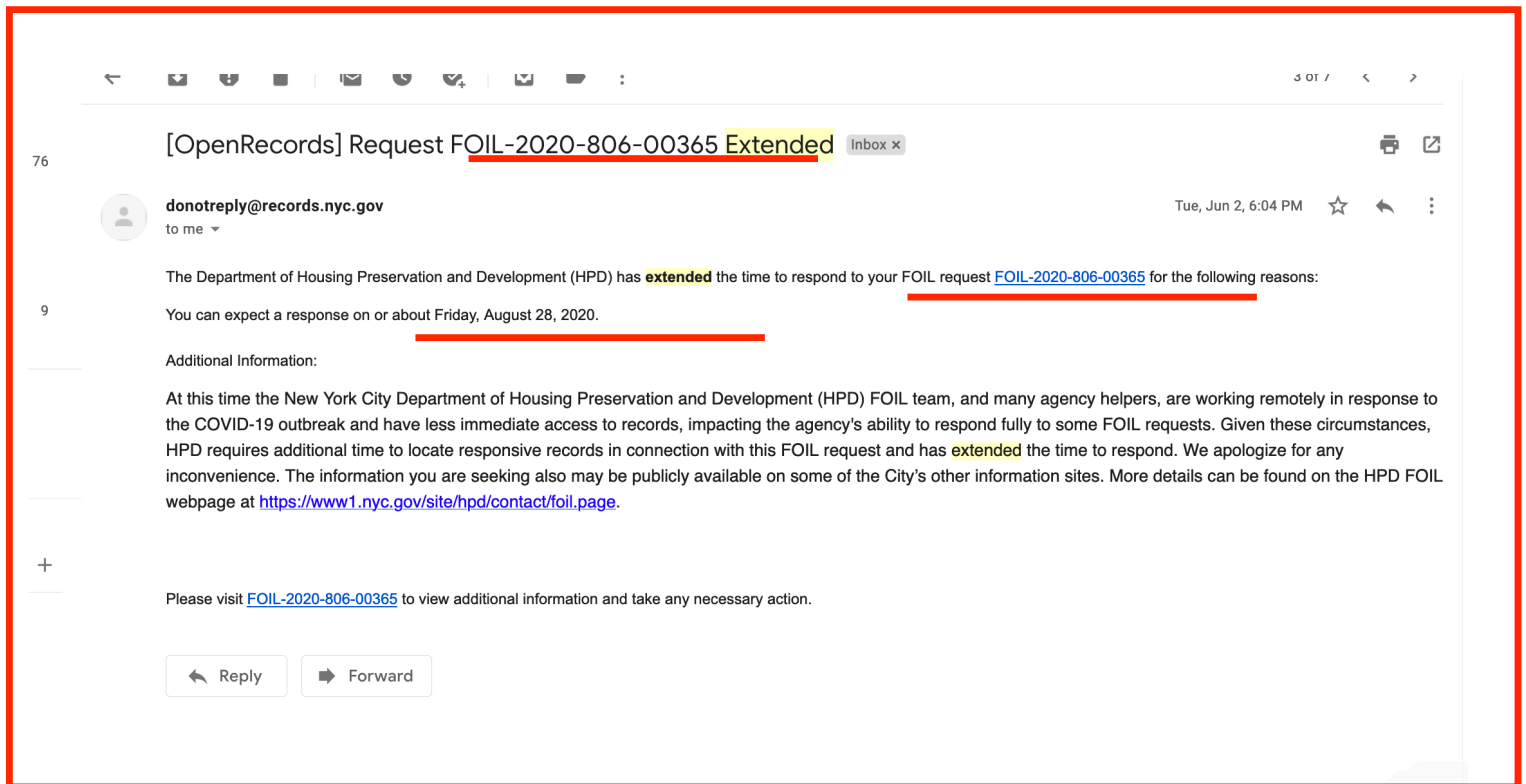 3 of 7
[OpenRecords] Request FOIL-2020-806-00365 Extended Inbox ×
76
donotreply@records.nyc.gov Tue, Jun 2, 6:04 PM
to me
The Department of Housing Preservation and Development (HPD) has extended the time to respond to your FOIL request FOIL-2020-806-00365 for the following reasons:
9
You can expect a response on or about Friday, August 28, 2020.
Additional Information:
At this time the New York City Department of Housing Preservation and Development (HPD) FOIL team, and many agency helpers, are working remotely in response to
the COVID-19 outbreak and have less immediate access to records, impacting the agency's ability to respond fully to some FOIL requests. Given these circumstances,
HPD requires additional time to locate responsive records in connection with this FOIL request and has extended the time to respond. We apologize for any
inconvenience. The information you are seeking also may be publicly available on some of the City’s other information sites. More details can be found on the HPD FOIL
webpage at https://www1.nyc.gov/site/hpd/contact/foil.page.
Please visit FOIL-2020-806-00365 to view additional information and take any necessary action.
Reply Forward